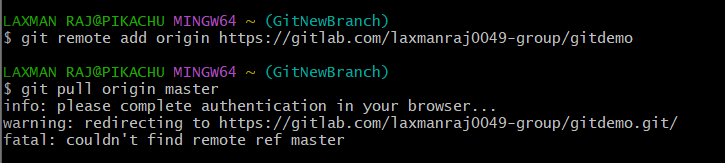 LAXMAN RAJ@PIKACHU MINGW64 ~ (GitNewBranch)
$ git remote add origin https://gitlab.com/laxmanraj0049-group/gitdemo
LAXMAN RAJ@PIKACHU MINGW64 ~ (GitNewBranch)
$ git pull origin master
info: please complete authentication in your browser...
warning: redirecting to https://gitlab.com/laxmanraj0049-group/gitdemo.git/
fatal: couldn't find remote ref master